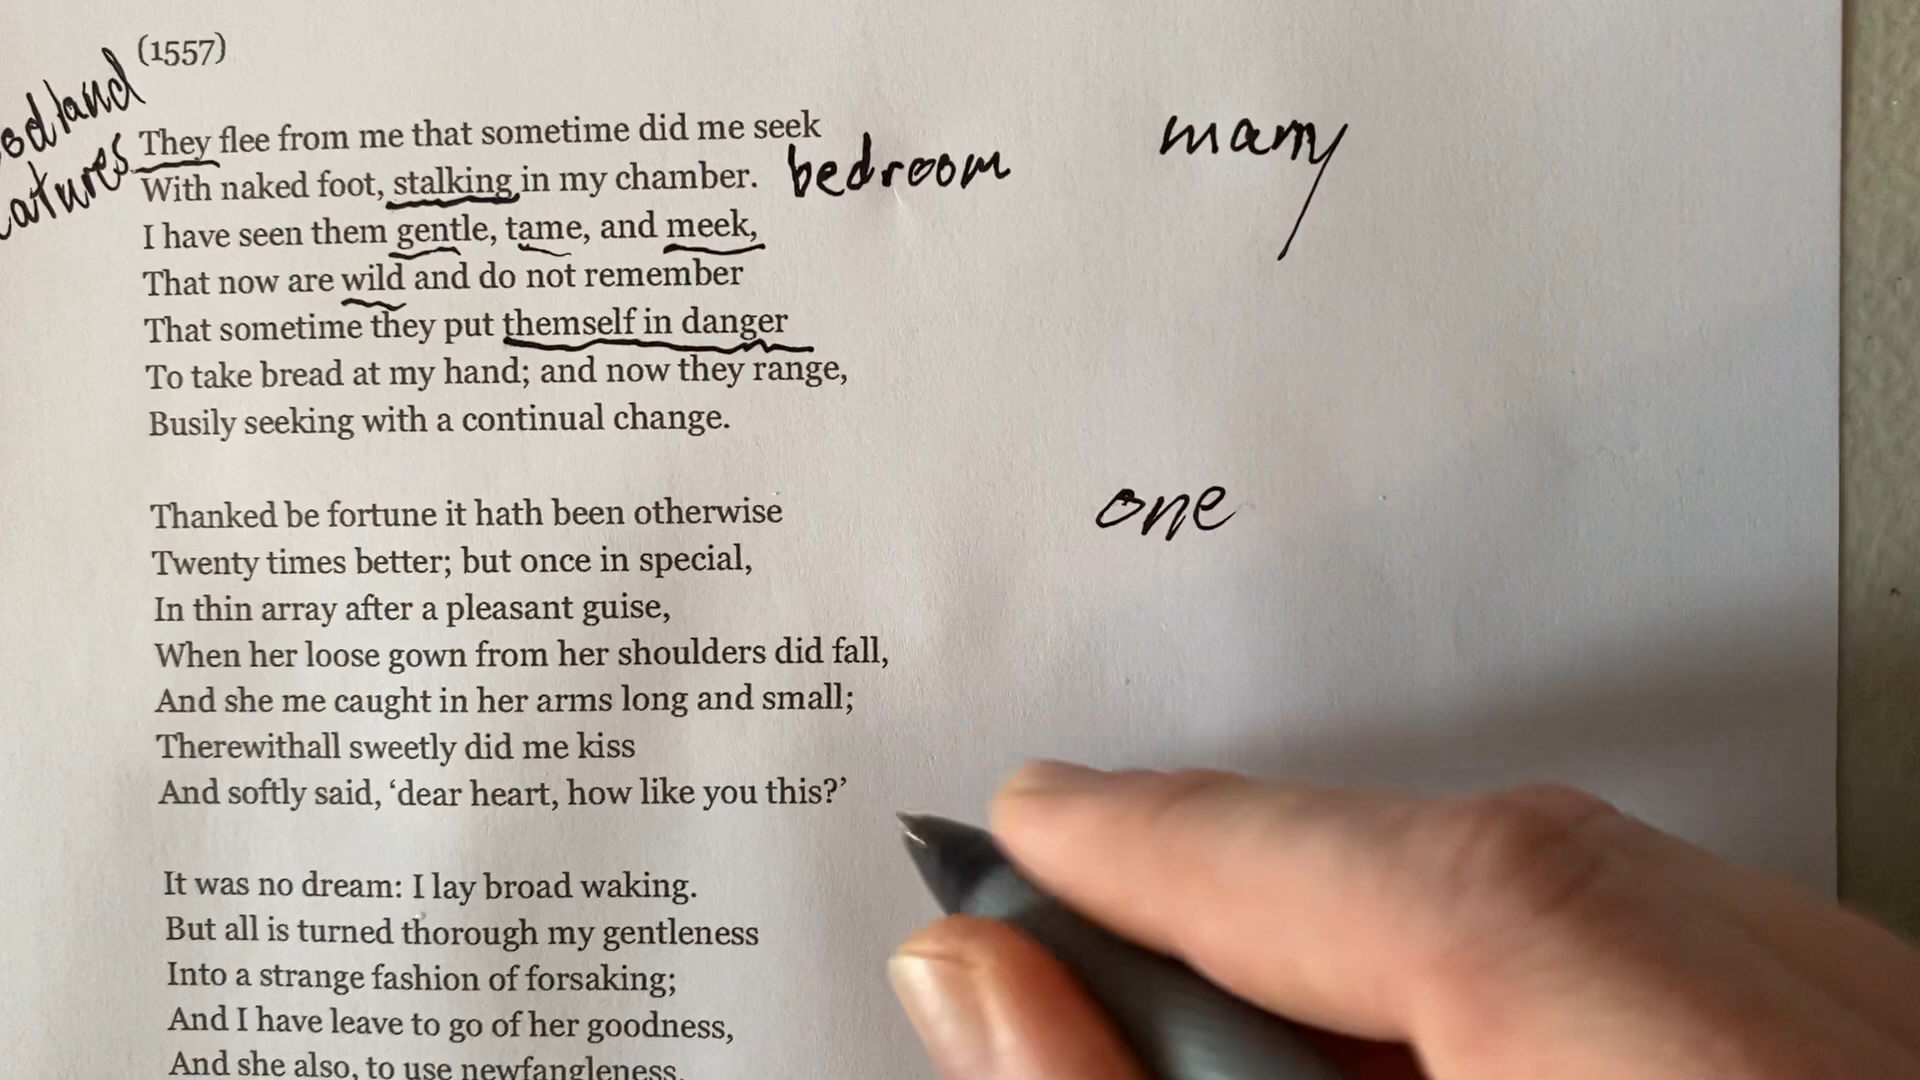 (1557)
They flee from me that sometime did me seek
With naked foot, stalking in my chamber.
bedroom
many
I have seen them gentle, tame, and meek,
That now are wild and do not remember
That sometime they put themself in danger
To take bread at my hand; and now they range,
Busily seeking with a continual change.
Thanked be fortune it hath been otherwise
one
Twenty times better; but once in special,
In thin array after a pleasant guise,
When her loose gown from her shoulders did fall,
And she me caught in her arms long and small;
Therewithall sweetly did me kiss
And softly said, ‘dear heart, how like you this?’
It was no dream: I lay broad waking.
But all is turned thorough my gentleness
Into a strange fashion of forsaking;
And I have leave to go of her goodness,
And she also, to use newfangleness.